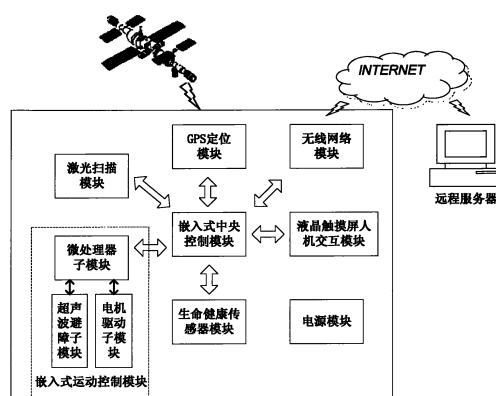 INTERNET
GPS定位
模块
无线网络
模块
激光扫描
模块
远程服务器
嵌入式中央
控制模块
液晶触摸屏人
机交互模块
微处理器
子模块
超声
波避
障子
模块
电机
驱动
子模
块
生命健康传
感器模块
电源模块
嵌入式运动控制模块